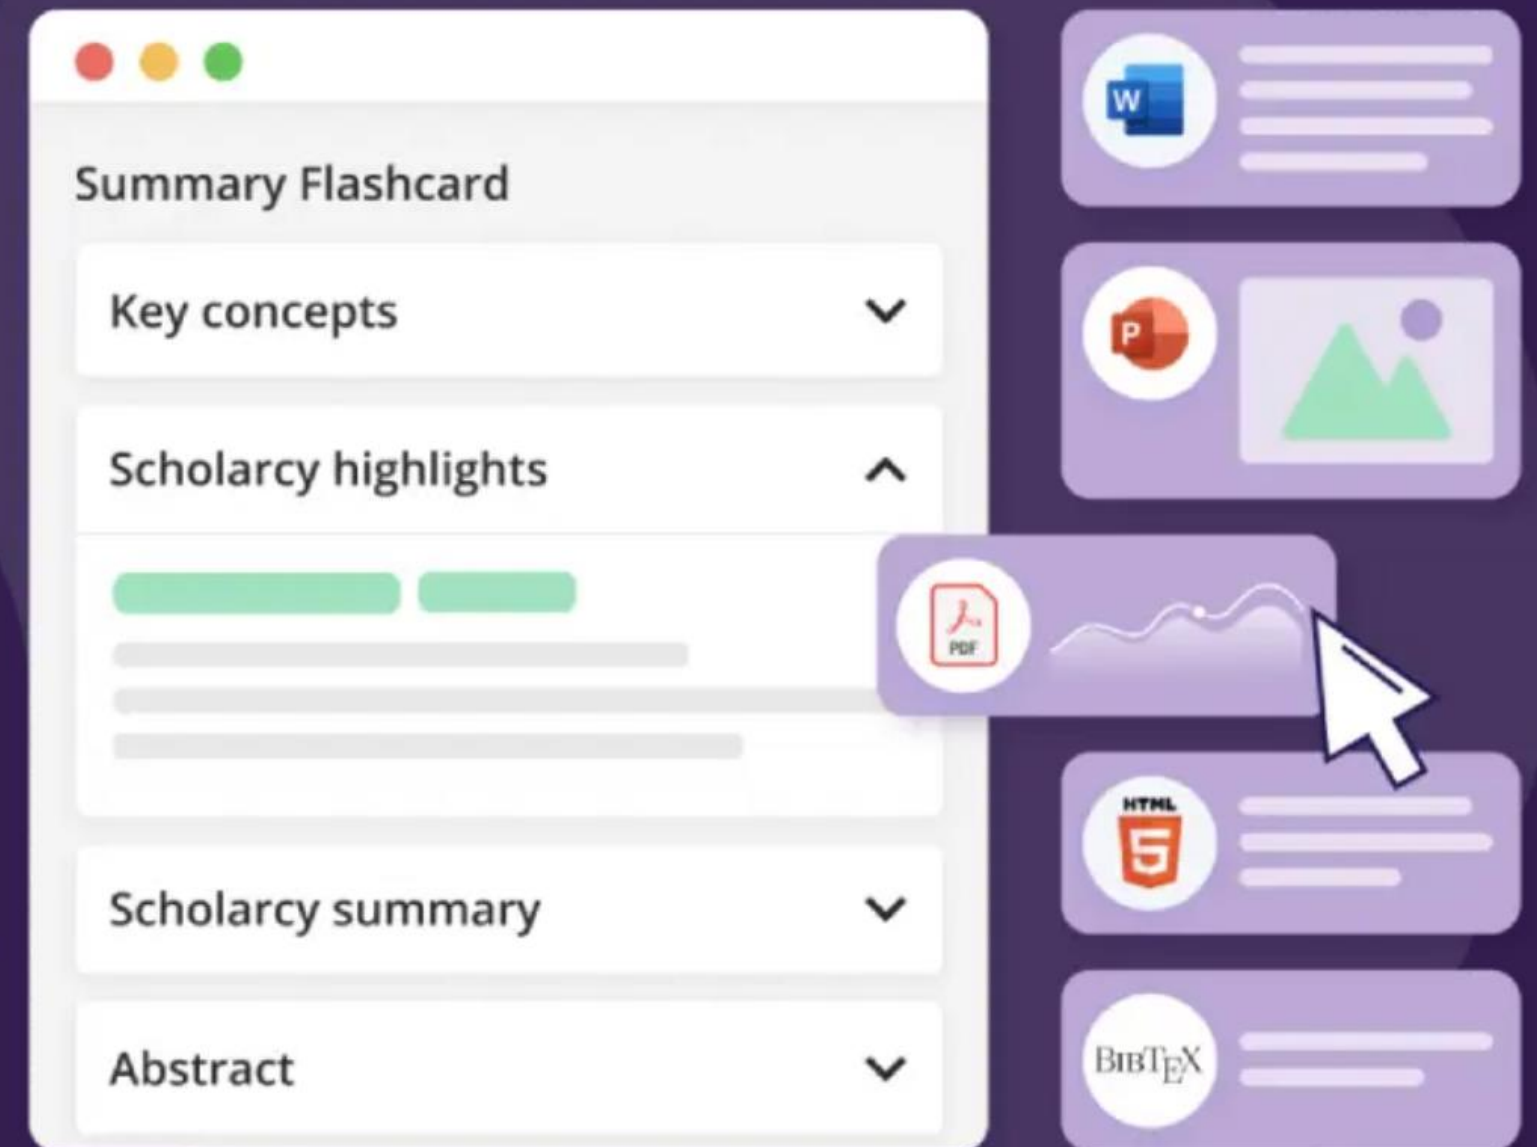 Summary Flashcard
Key concepts
Scholarcy highlights
Scholarcy summary
Abstract
W
P
PDF
HTML
5
BIBTEX